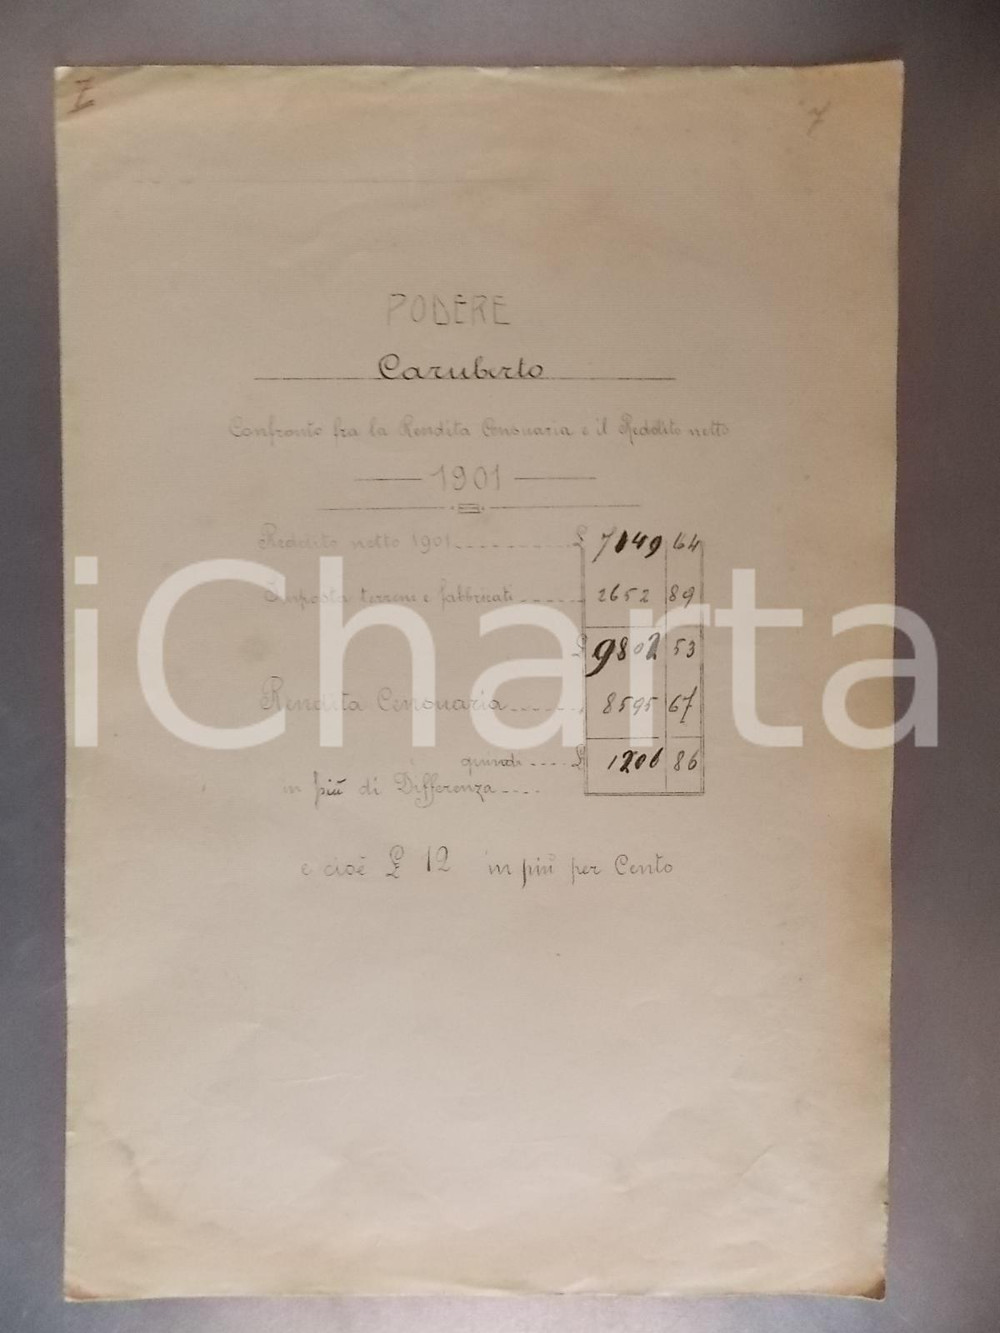 I
7
PODERE
Caruberto
Confronto fra la Rendita Censuaria e il Reddito netto
1901
Reddito netto 1901 £ 7149 64
Imposta terreni e fabbricati 2652 89
£ 9802 53
Rendita Censuaria 8595 67
quindi £ 1206 86
in più di Differenza
e cioè £ 12 in più per Cento
iCharta